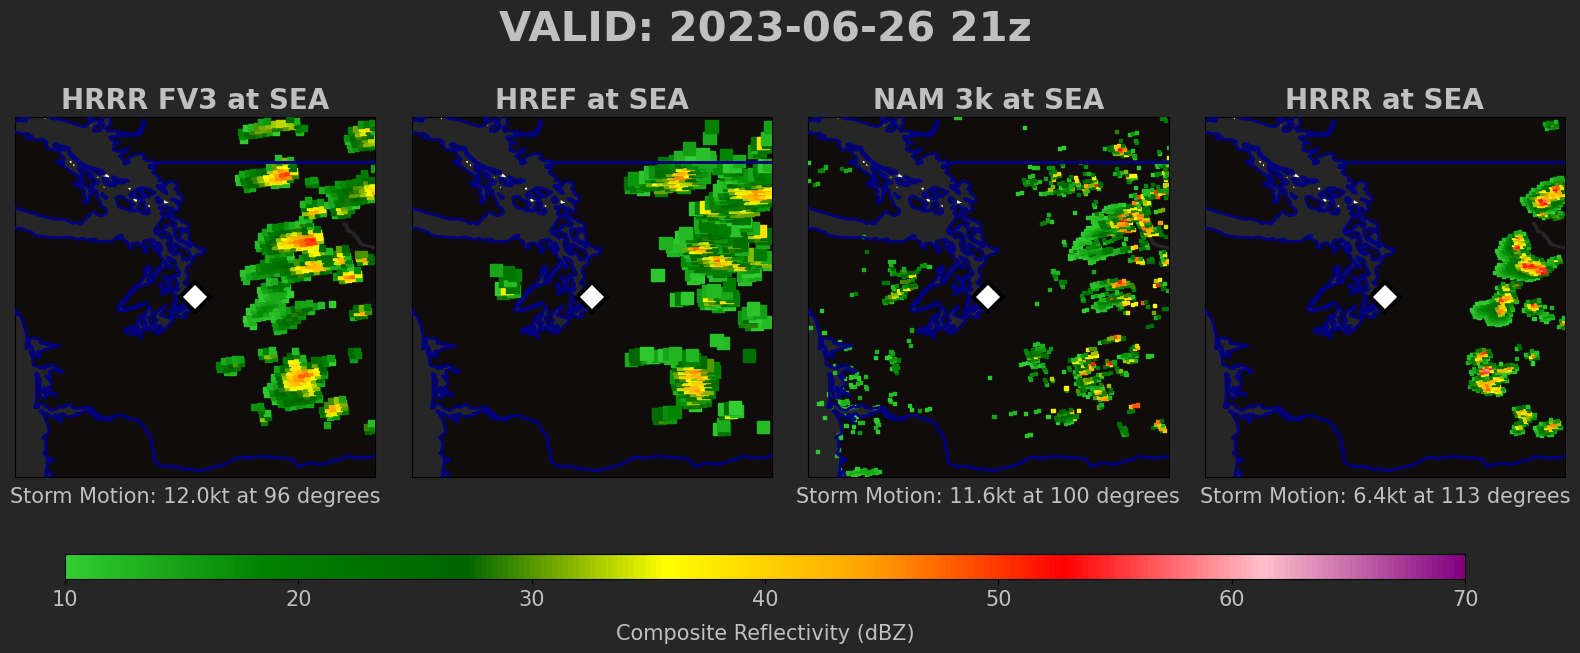 VALID: 2023-06-26 21z
HRRR FV3 at SEA
HREF at SEA
NAM 3k at SEA
HRRR at SEA
Storm Motion: 12.0kt at 96 degrees
Storm Motion: 11.6kt at 100 degrees
Storm Motion: 6.4kt at 113 degrees
10 20 30 40 50 60 70
Composite Reflectivity (dBZ)